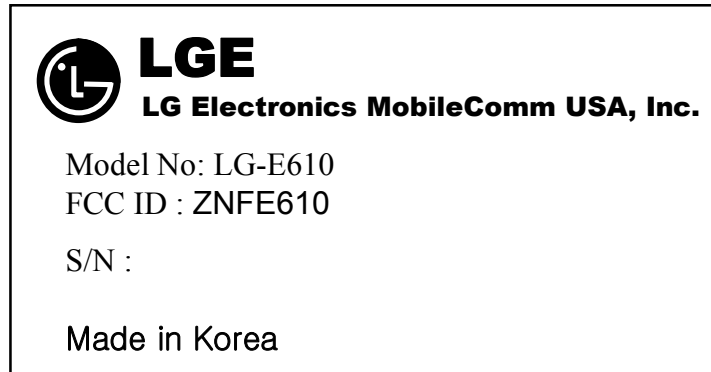 LGE
LG Electronics MobileComm USA, Inc.
Model No: LG-E610
FCC ID : ZNFE610
S/N :
Made in Korea